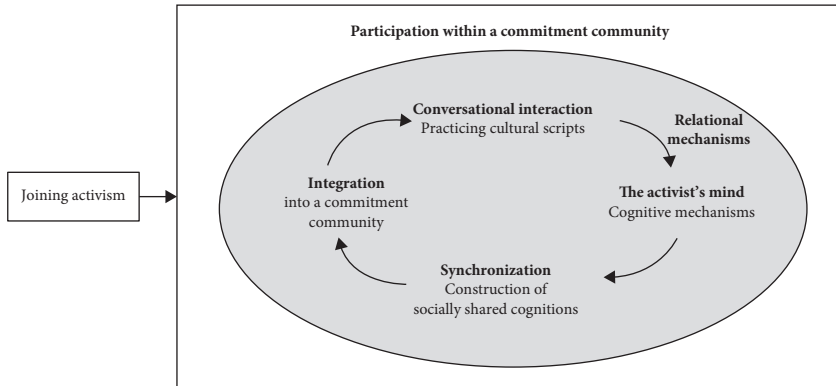 Participation within a commitment community
Conversational interaction
Practicing cultural scripts
Relational
mechanisms
Joining activism
Integration
into a commitment
community
The activist's mind
Cognitive mechanisms
Synchronization
Construction of
socially shared cognitions